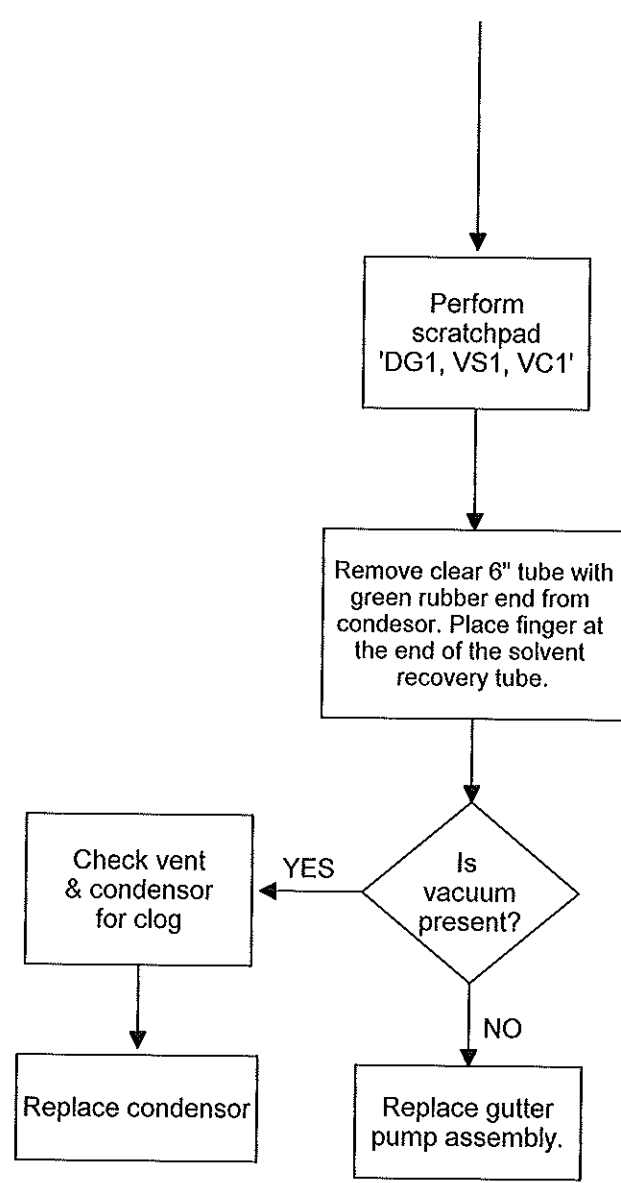 Perform
scratchpad
'DG1, VS1, VC1'
Remove clear 6" tube with
green rubber end from
condesor. Place finger at
the end of the solvent
recovery tube.
Is
vacuum
present?
YES
Check vent
& condensor
for clog
NO
Replace condensor
Replace gutter
pump assembly.